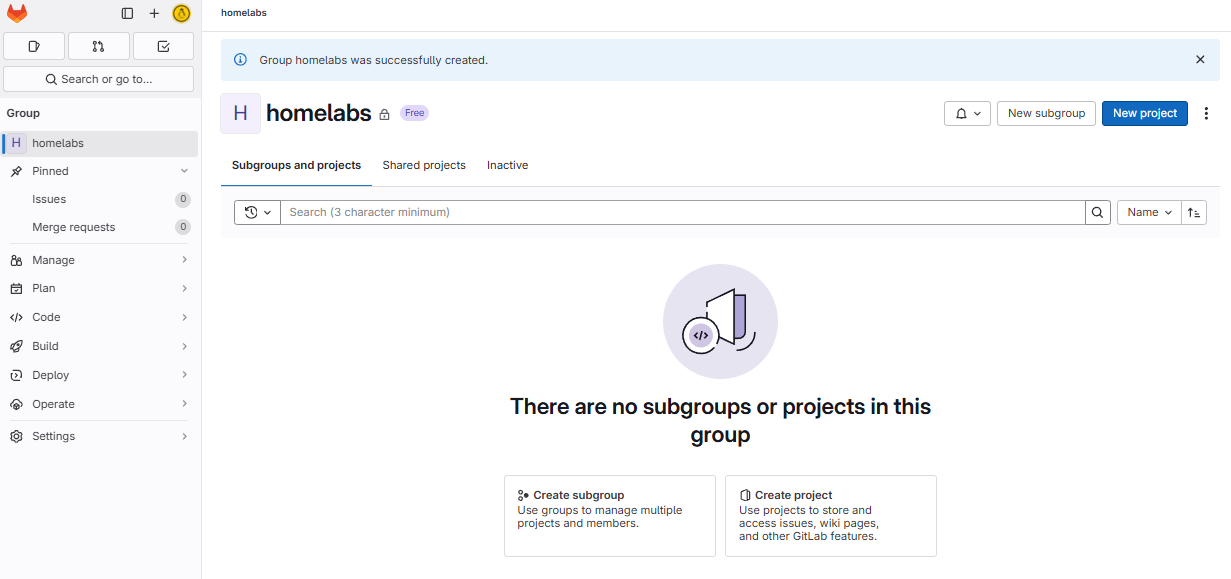 homelabs
Search or go to...
Group
H homelabs
Pinned
Issues 0
Merge requests 0
Manage
Plan
Code
Build
Deploy
Operate
Settings
Group homelabs was successfully created.
H homelabs Free
New subgroup New project
Subgroups and projects Shared projects Inactive
Search (3 character minimum) Name
There are no subgroups or projects in this
group
Create subgroup
Use groups to manage multiple
projects and members.
Create project
Use projects to store and
access issues, wiki pages,
and other GitLab features.